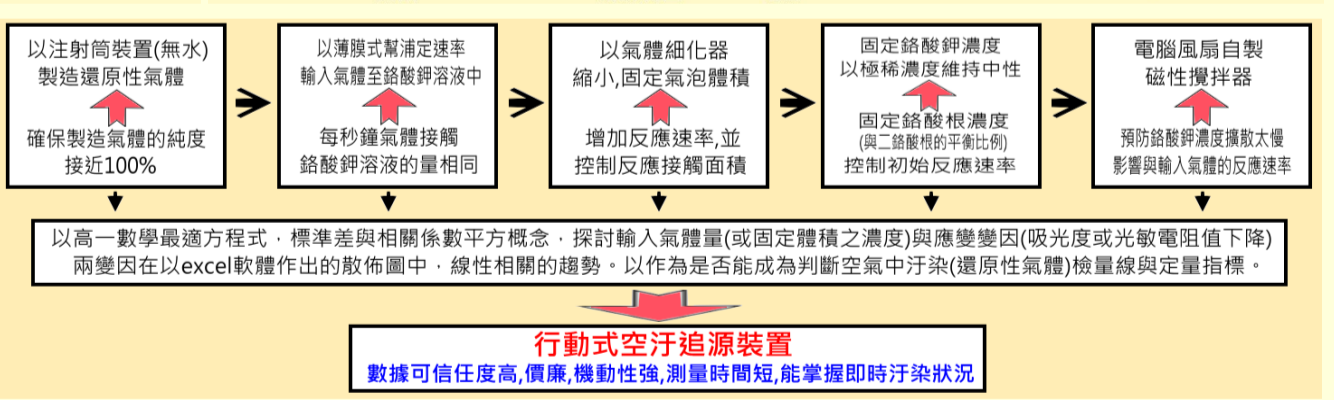 以注射筒裝置(無水)
製造還原性氣體
確保製造氣體的純度
接近100%
以薄膜式幫浦定速率
輸入氣體至鉻酸鉀溶液中
每秒鐘氣體接觸
鉻酸鉀溶液的量相同
以氣體細化器
縮小,固定氣泡體積
增加反應速率,並
控制反應接觸面積
固定鉻酸鉀濃度
以極稀濃度維持中性
固定鉻酸根濃度
(與二鉻酸根的平衡比例)
控制初始反應速率
電腦風扇自製
磁性攪拌器
預防鉻酸鉀濃度擴散太慢
影響與輸入氣體的反應速率
以高一數學最適方程式，標準差與相關係數平方概念，探討輸入氣體量(或固定體積之濃度)與應變變因(吸光度或光敏電阻值下降)
兩變因在以excel軟體作出的散佈圖中，線性相關的趨勢。以作為是否能成為判斷空氣中汙染(還原性氣體)檢量線與定量指標。
行動式空汙追源裝置
數據可信任度高,價廉,機動性強,測量時間短,能掌握即時汙染狀況